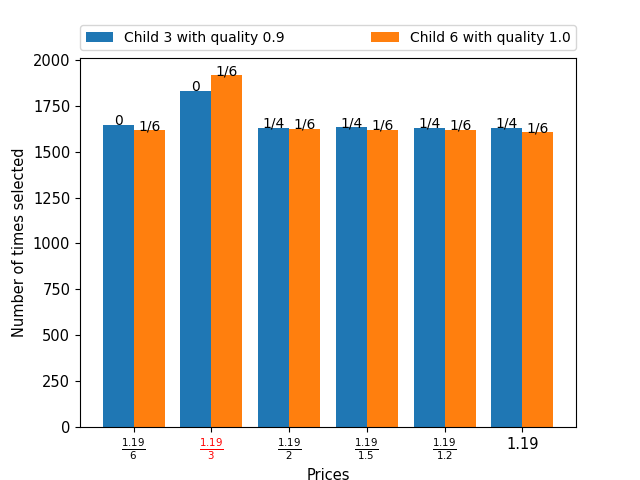 Child 3 with quality 0.9 Child 6 with quality 1.0
2000
1750
1500
1250
1000
750
500
250
0
Number of times selected
0 1/6 0 1/6 1/4 1/6 1/4 1/6 1/4 1/6 1/4 1/6
1.19/6 1.19/3 1.19/2 1.19/1.5 1.19/1.2 1.19
Prices